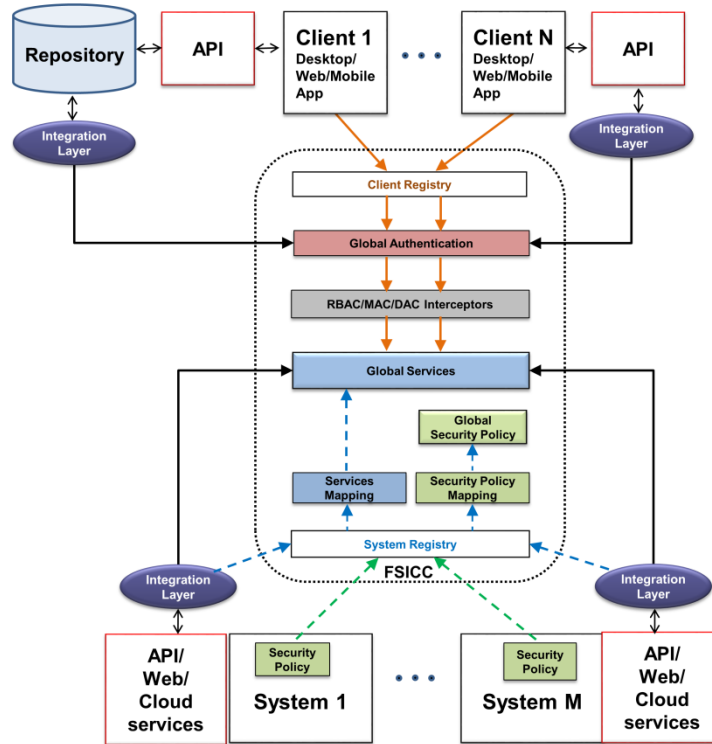 Repository
API
Client 1
Desktop/
Web/Mobile
App
Client N
Desktop/
Web/Mobile
App
API
Integration
Layer
Integration
Layer
Client Registry
Global Authentication
RBAC/MAC/DAC Interceptors
Global Services
Global
Security Policy
Services
Mapping
Security Policy
Mapping
System Registry
FSICC
Integration
Layer
Integration
Layer
API/
Web/
Cloud
services
Security
Policy
System 1
Security
Policy
System M
API/
Web/
Cloud
services